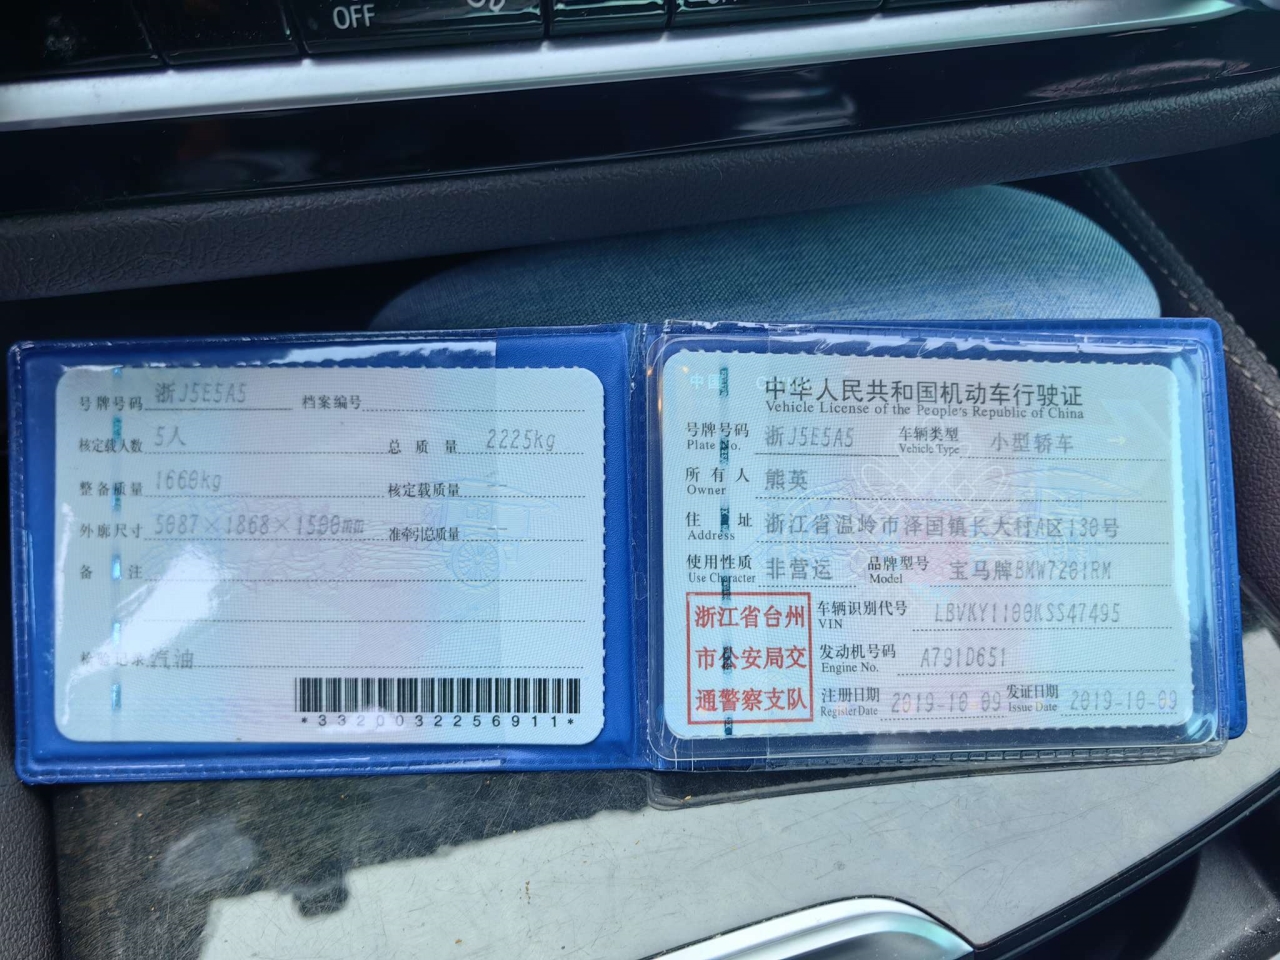 OFF
号牌号码 浙J5E5A5 档案编号
核定载人数 5人 总质量 2225kg
整备质量 1660kg 核定载质量 —
外廓尺寸 5087×1868×1500mm 准牵引总质量 —
备注
检验记录 汽油
*3320032256911*
中华人民共和国机动车行驶证
Vehicle License of the People's Republic of China
号牌号码 浙J5E5A5 车辆类型 小型轿车
Plate No. Vehicle Type
所有人 熊英
Owner
住址 浙江省温岭市泽国镇长大村A区130号
Address
使用性质 非营运 品牌型号 宝马牌BMW7201RM
Use Character Model
浙江省台州
市公安局交
通警察支队
车辆识别代号 LBVKY1100KSS47495
VIN
发动机号码 A791D651
Engine No.
注册日期 2019-10-09 发证日期 2019-10-09
Register Date Issue Date